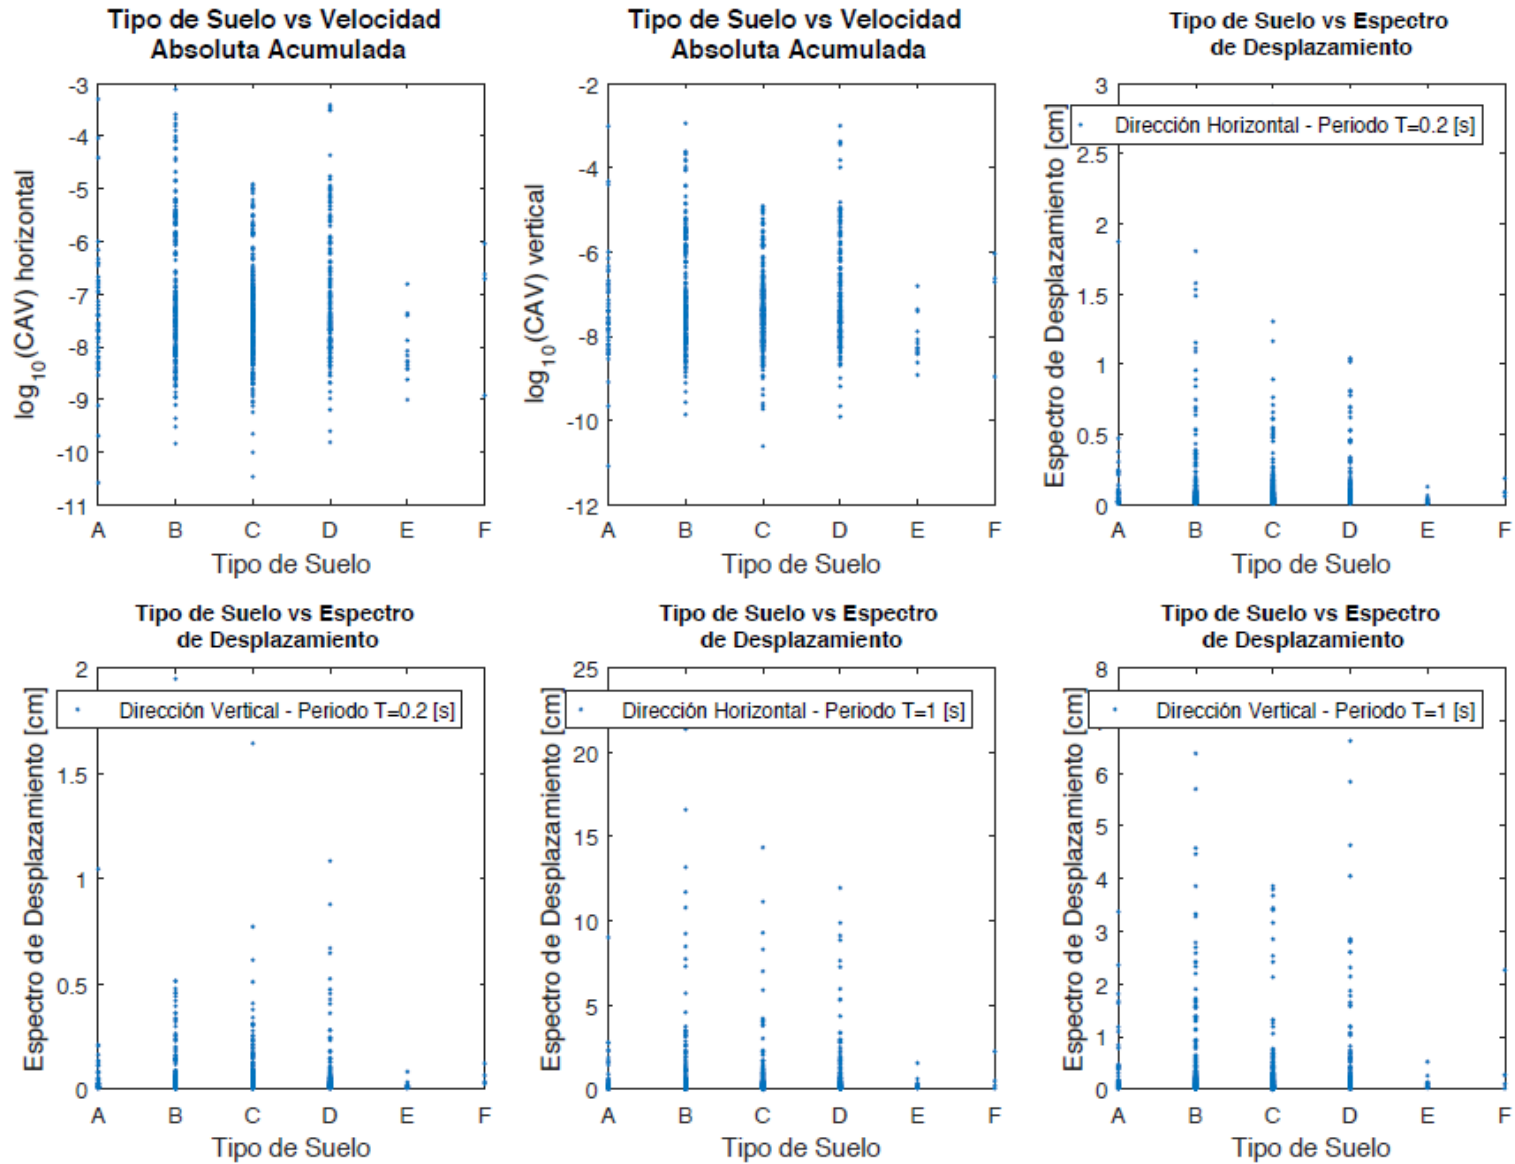 Tipo de Suelo vs Velocidad
Absoluta Acumulada
-3
-4
-5
-6
-7
-8
-9
-10
-11
log10(CAV) horizontal
A B C D E F
Tipo de Suelo
Tipo de Suelo vs Velocidad
Absoluta Acumulada
-2
-4
-6
-8
-10
-12
log10(CAV) vertical
A B C D E F
Tipo de Suelo
Tipo de Suelo vs Espectro
de Desplazamiento
3
2.5
2
1.5
1
0.5
0
Espectro de Desplazamiento [cm]
Dirección Horizontal - Periodo T=0.2 [s]
A B C D E F
Tipo de Suelo
Tipo de Suelo vs Espectro
de Desplazamiento
2
1.5
1
0.5
0
Espectro de Desplazamiento [cm]
Dirección Vertical - Periodo T=0.2 [s]
A B C D E F
Tipo de Suelo
Tipo de Suelo vs Espectro
de Desplazamiento
25
20
15
10
5
0
Espectro de Desplazamiento [cm]
Dirección Horizontal - Periodo T=1 [s]
A B C D E F
Tipo de Suelo
Tipo de Suelo vs Espectro
de Desplazamiento
8
6
5
4
3
2
1
0
Espectro de Desplazamiento [cm]
Dirección Vertical - Periodo T=1 [s]
A B C D E F
Tipo de Suelo